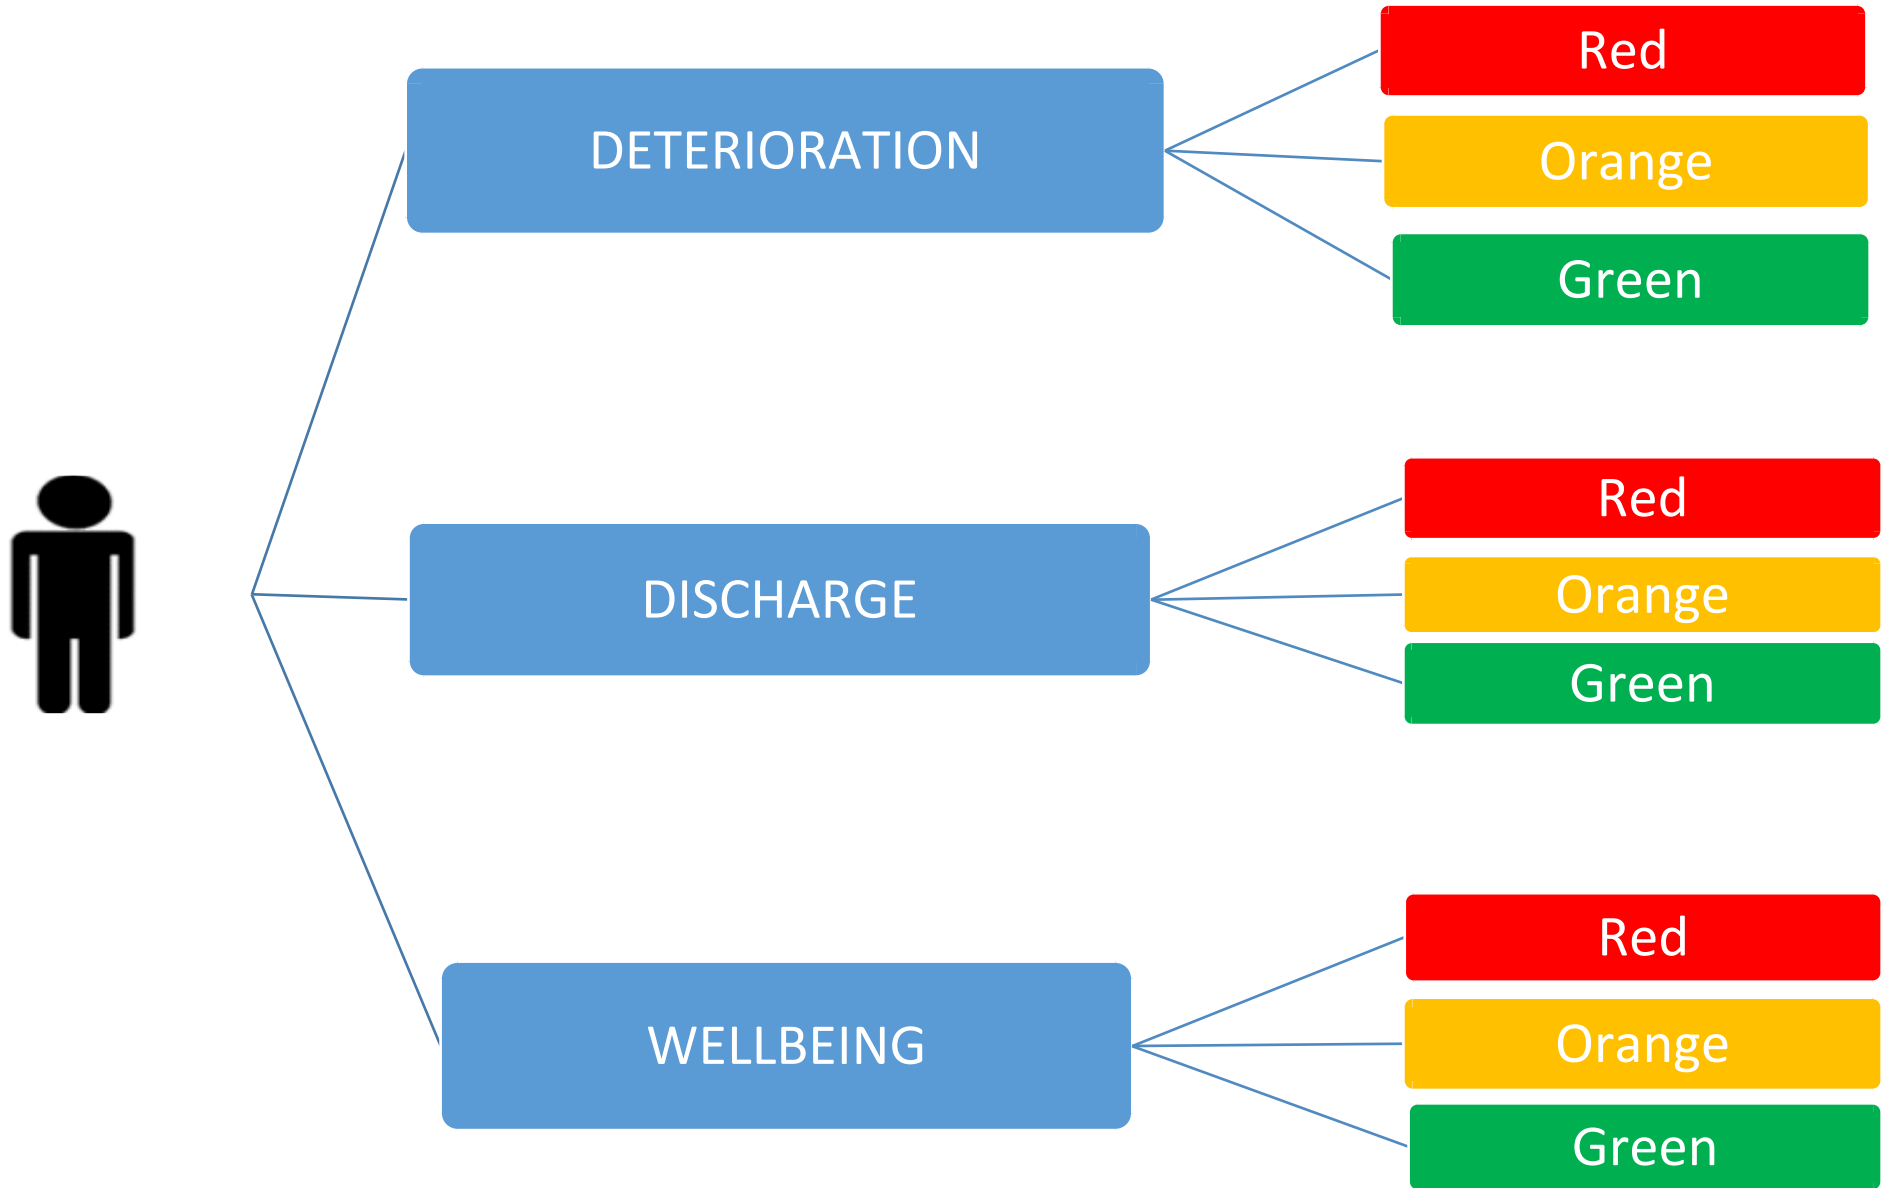 DETERIORATION
Red
Orange
Green
DISCHARGE
Red
Orange
Green
WELLBEING
Red
Orange
Green